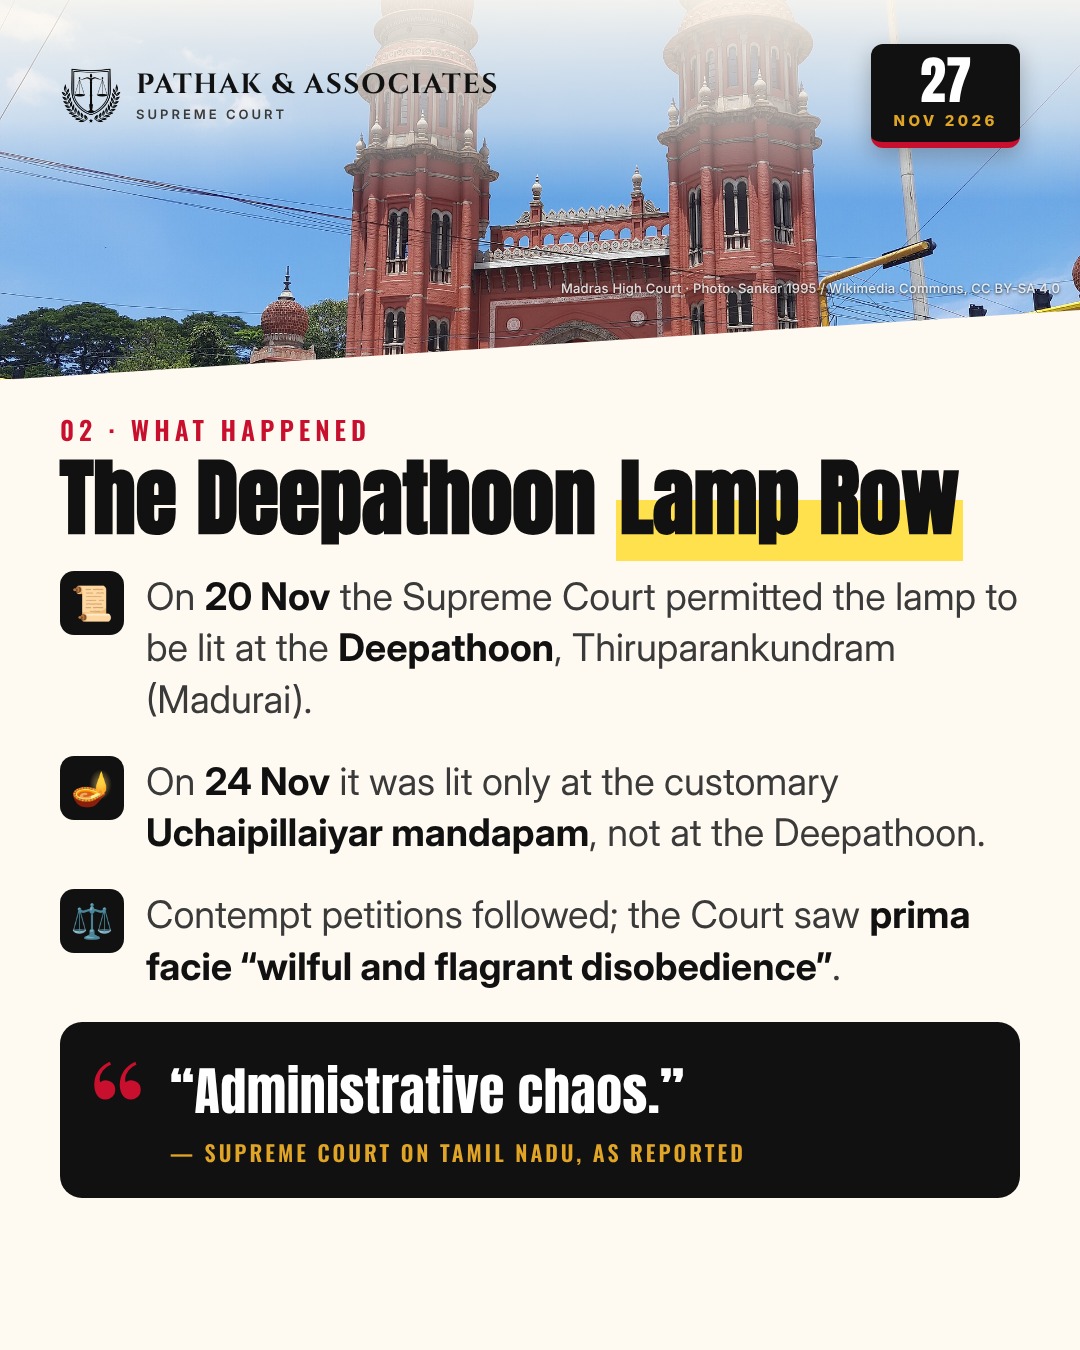 PATHAK & ASSOCIATES
SUPREME COURT
27
NOV 2026
Madras High Court · Photo: Sankar 1995 / Wikimedia Commons, CC BY-SA 4.0
02 · WHAT HAPPENED
The Deepathoon Lamp Row
On 20 Nov the Supreme Court permitted the lamp to
be lit at the Deepathoon, Thiruparankundram
(Madurai).
On 24 Nov it was lit only at the customary
Uchaipillaiyar mandapam, not at the Deepathoon.
Contempt petitions followed; the Court saw prima
facie “wilful and flagrant disobedience”.
“Administrative chaos.”
— SUPREME COURT ON TAMIL NADU, AS REPORTED